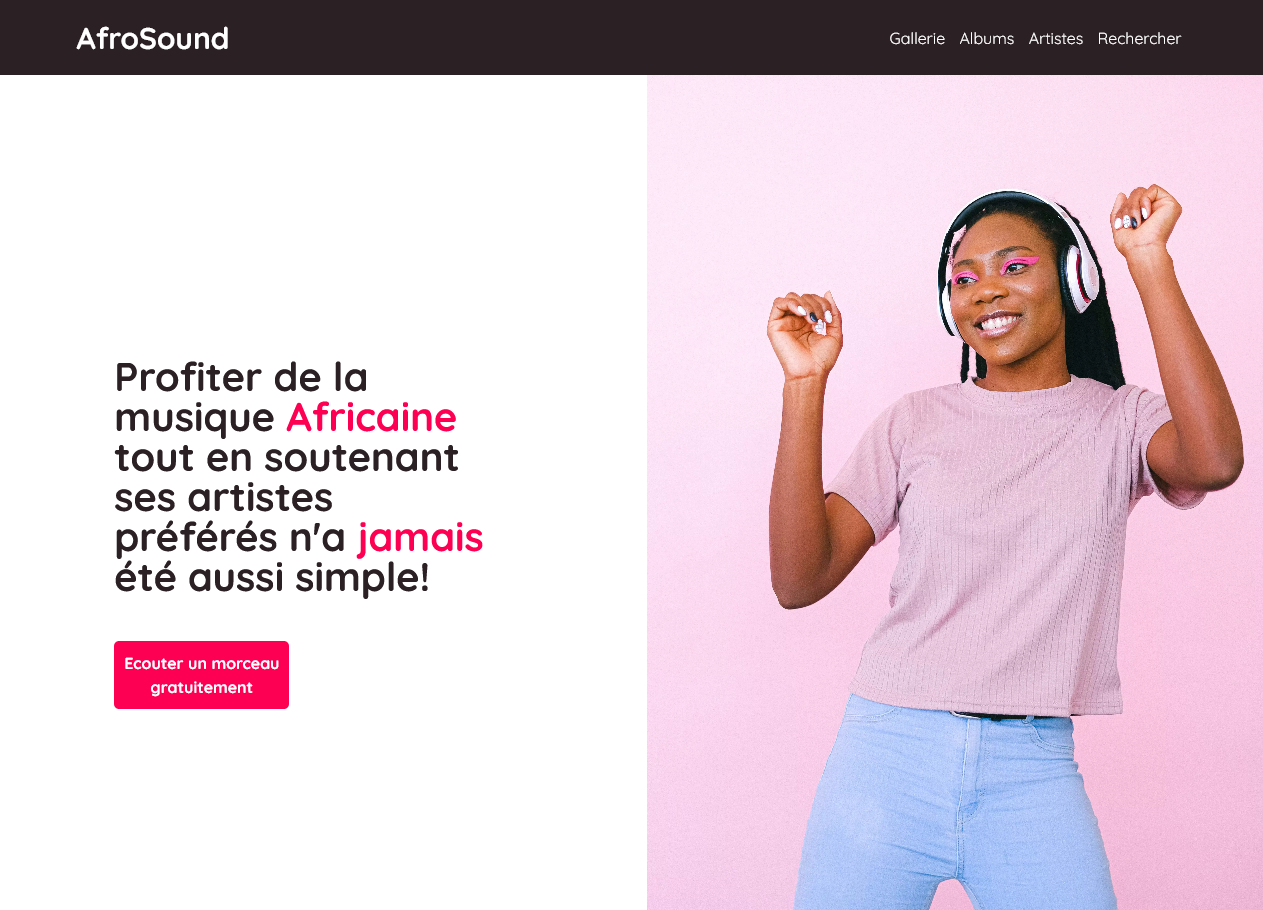 AfroSound
Gallerie Albums Artistes Rechercher
Profiter de la
musique Africaine
tout en soutenant
ses artistes
préférés n'a jamais
été aussi simple!
Ecouter un morceau
gratuitement